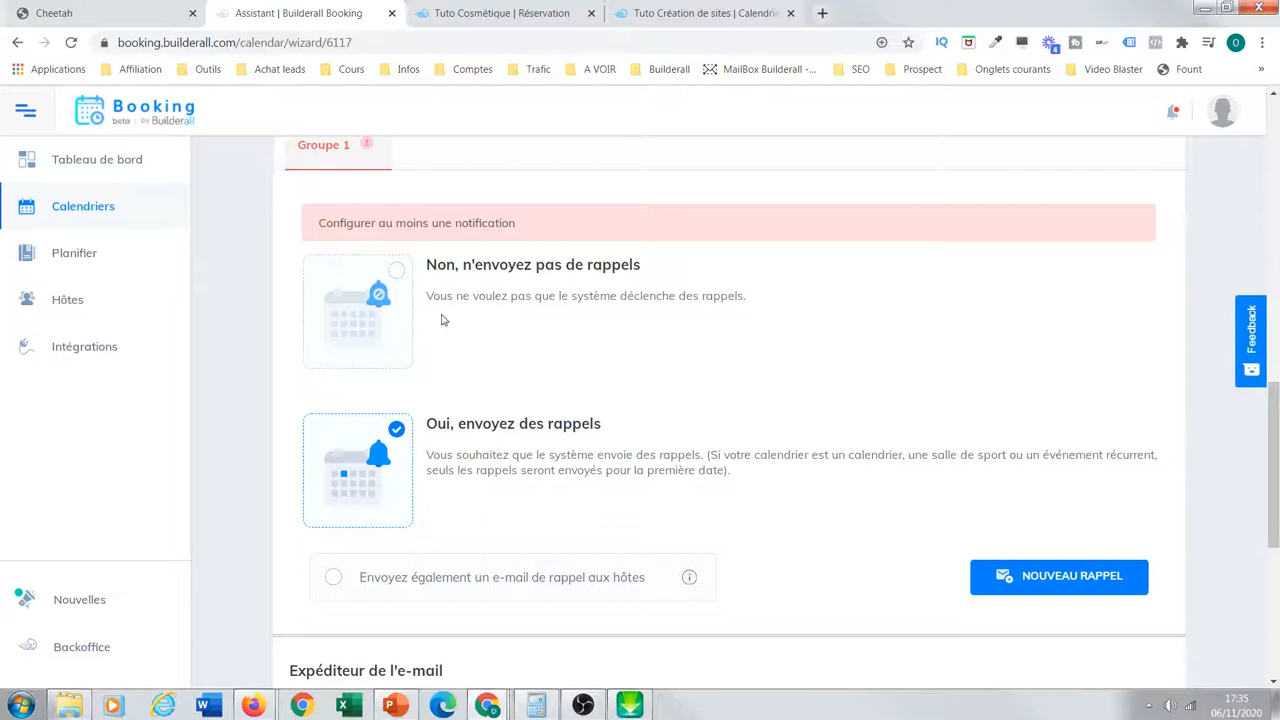 Cheetah
Assistant | Builderall Booking
Tuto Cosmétique | Réserva
Tuto Création de sites | Calendrie
booking.builderall.com/calendar/wizard/6117
Applications
Affiliation
Outils
Achat leads
Cours
Infos
Comptes
Trafic
A VOIR
Builderall
MailBox Builderall -...
SEO
Prospect
Onglets courants
Video Blaster
Fount
»
Booking
beta | by Builderall
Tableau de bord
Calendriers
Planifier
Hôtes
Intégrations
Nouvelles
Backoffice
Groupe 1
Configurer au moins une notification
Non, n'envoyez pas de rappels
Vous ne voulez pas que le système déclenche des rappels.
Oui, envoyez des rappels
Vous souhaitez que le système envoie des rappels. (Si votre calendrier est un calendrier, une salle de sport ou un événement récurrent,
seuls les rappels seront envoyés pour la première date).
Envoyez également un e-mail de rappel aux hôtes
NOUVEAU RAPPEL
Expéditeur de l'e-mail
Feedback
17:35
06/11/2020